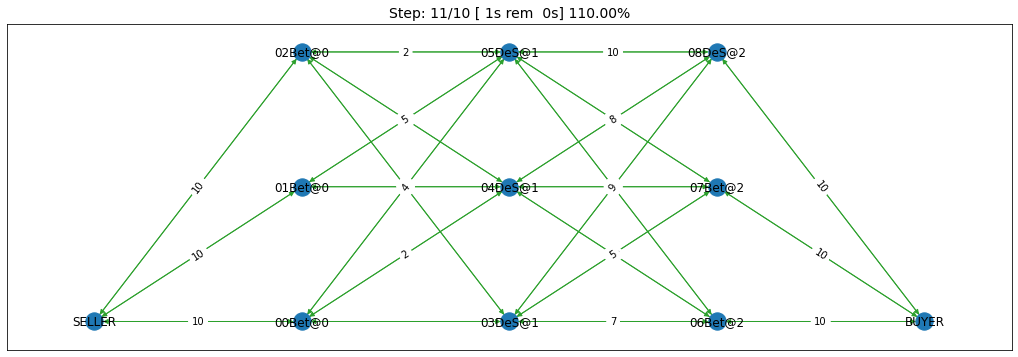 Step: 11/10 [ 1s rem  0s] 110.00%
02Bet@0 2 05DeS@1 10 08DeS@2
5 8
10 01Bet@0 4 04DeS@1 9 07Bet@2 10
10 2 5 10
SELLER 10 00Bet@0 03DeS@1 7 06Bet@2 10 BUYER